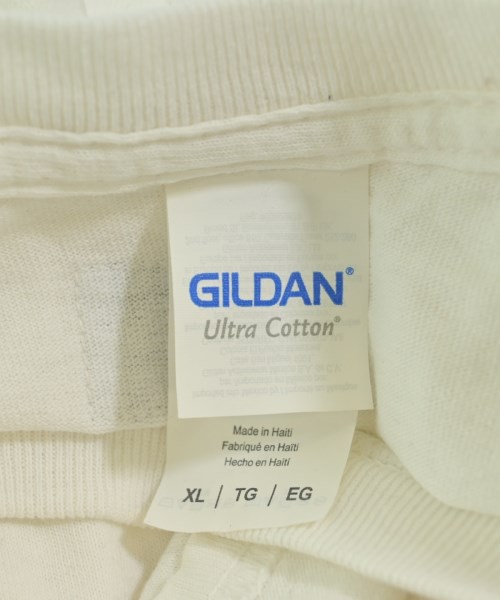 GILDAN®
Ultra Cotton®
Made in Haiti
Fabriqué en Haïti
Hecho en Haití
XL / TG / EG